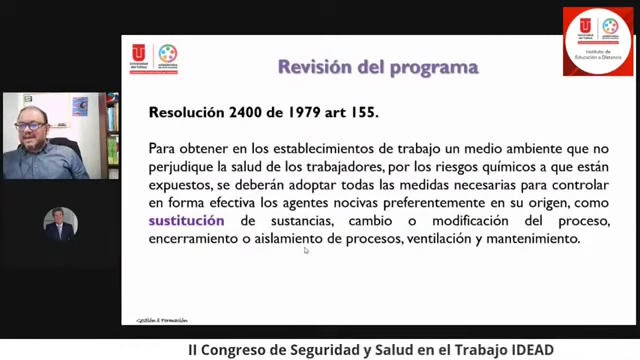 Universidad del Tolima
Revisión del programa
Instituto de
Educación a Distancia
Resolución 2400 de 1979 art 155.
Para obtener en los establecimientos de trabajo un medio ambiente que no
perjudique la salud de los trabajadores, por los riesgos químicos a que están
expuestos, se deberán adoptar todas las medidas necesarias para controlar
en forma efectiva los agentes nocivas preferentemente en su origen, como
sustitución de sustancias, cambio o modificación del proceso,
encerramiento o aislamiento de procesos, ventilación y mantenimiento.
Gestión & Formación
II Congreso de Seguridad y Salud en el Trabajo IDEAD